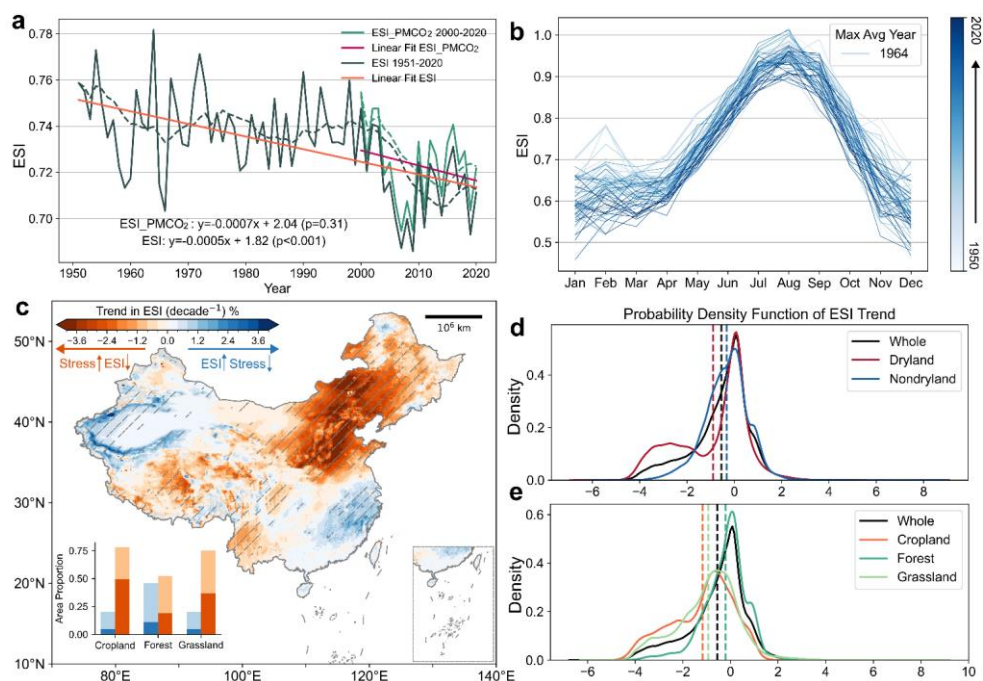 a
0.78
0.76
0.74
0.72
0.70
ESI
ESI_PMCO₂ 2000-2020
Linear Fit ESI_PMCO₂
ESI 1951-2020
Linear Fit ESI
ESI_PMCO₂ : y=-0.0007x + 2.04 (p=0.31)
ESI: y=-0.0005x + 1.82 (p<0.001)
1950 1960 1970 1980 1990 2000 2010 2020
Year
b
1.0
0.9
0.8
0.7
0.6
0.5
ESI
Max Avg Year
1964
Jan Feb Mar Apr May Jun Jul Aug Sep Oct Nov Dec
2020
1950
c
Trend in ESI (decade⁻¹) %
-3.6 -2.4 -1.2 0.0 1.2 2.4 3.6
Stress↑ ESI↓
ESI↑ Stress↓
10⁶ km
50°N
40°N
30°N
20°N
10°N
80°E 100°E 120°E 140°E
Area Proportion
0.75
0.50
0.25
0.00
Cropland Forest Grassland
d
Probability Density Function of ESI Trend
Density
0.4
0.2
0.0
Whole
Dryland
Nondryland
-6 -4 -2 0 2 4 6 8
e
Density
0.6
0.4
0.2
0.0
Whole
Cropland
Forest
Grassland
-6 -4 -2 0 2 4 6 8 10